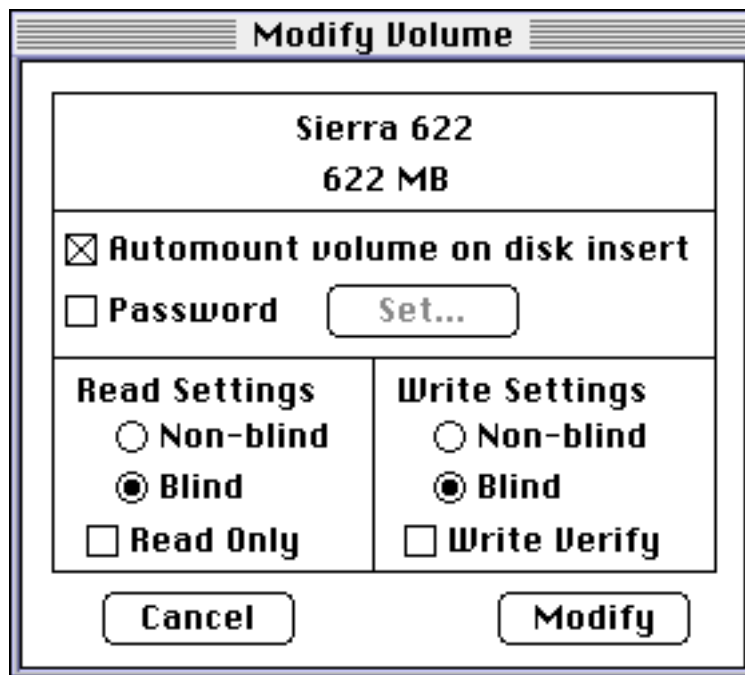 Modify Volume
Sierra 622
622 MB
Automount volume on disk insert
Password Set...
Read Settings
Non-blind
Blind
Read Only
Write Settings
Non-blind
Blind
Write Verify
Cancel Modify